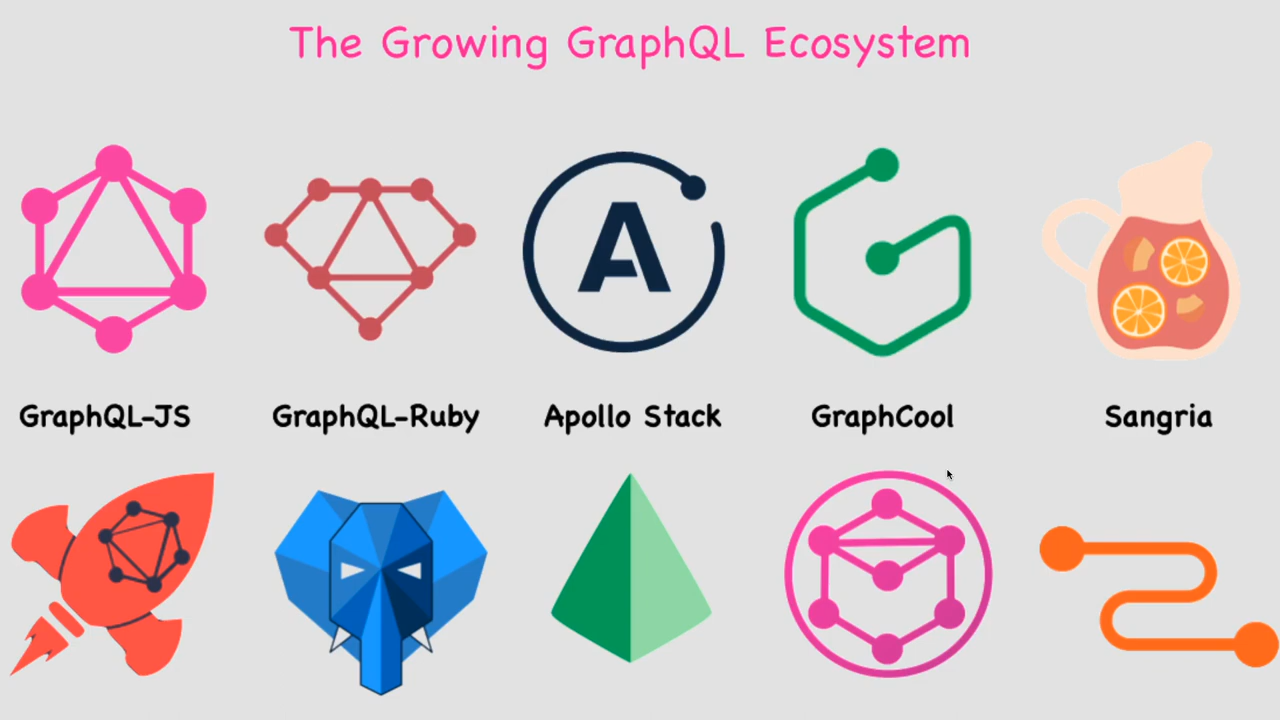 The Growing GraphQL Ecosystem
A
GraphQL-JS
GraphQL-Ruby
Apollo Stack
GraphCool
Sangria